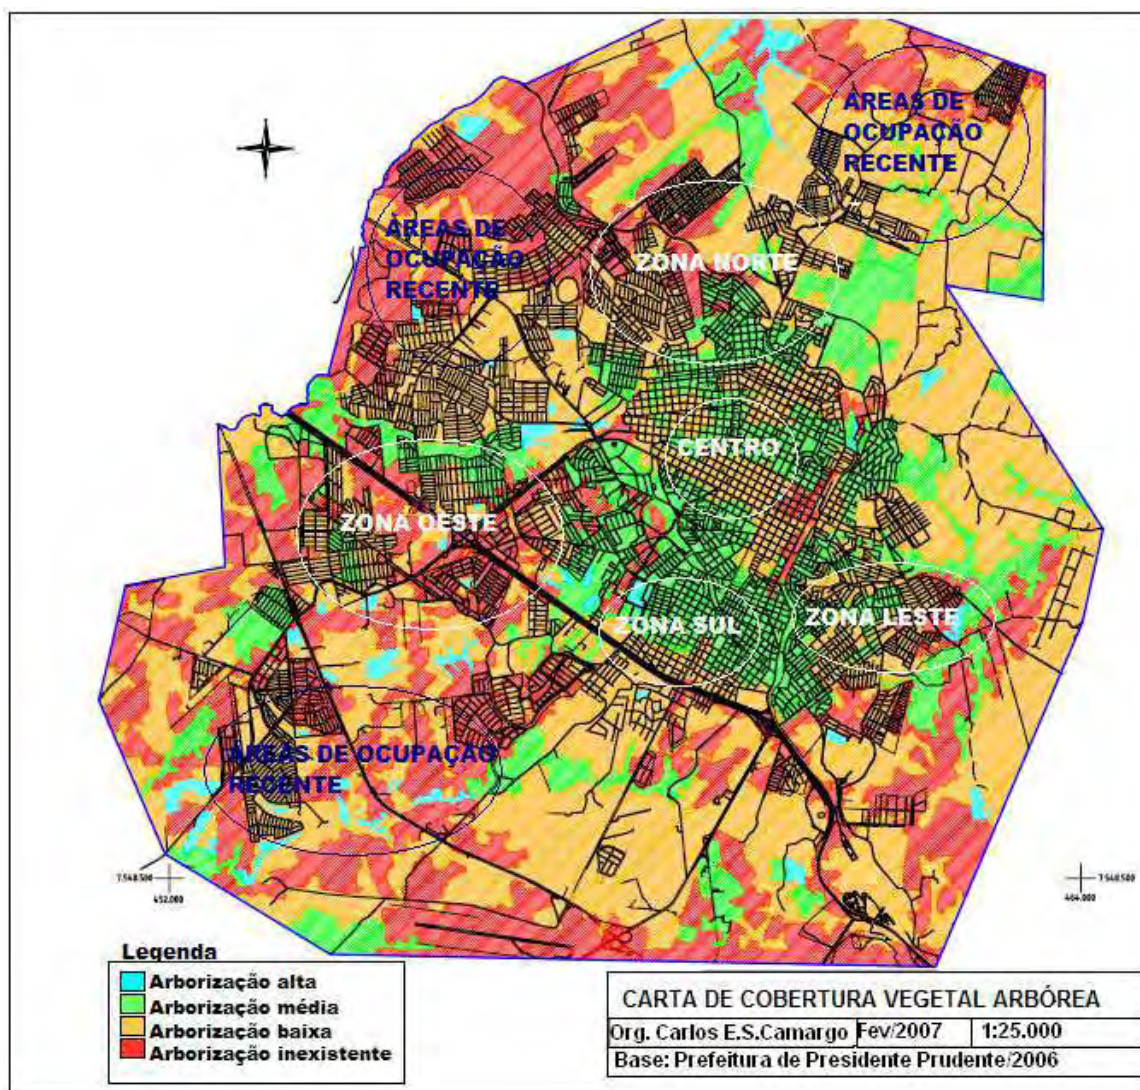 ÁREAS DE
OCUPAÇÃO
RECENTE
ÁREAS DE
OCUPAÇÃO
RECENTE
ZONA NORTE
CENTRO
ZONA OESTE
ZONA SUL
ZONA LESTE
ÁREAS DE OCUPAÇÃO
RECENTE
7.548.500
452.000
7.548.500
464.000
Legenda
Arborização alta
Arborização média
Arborização baixa
Arborização inexistente
CARTA DE COBERTURA VEGETAL ARBÓREA
Org. Carlos E.S.Camargo Fev/2007 1:25.000
Base: Prefeitura de Presidente Prudente/2006